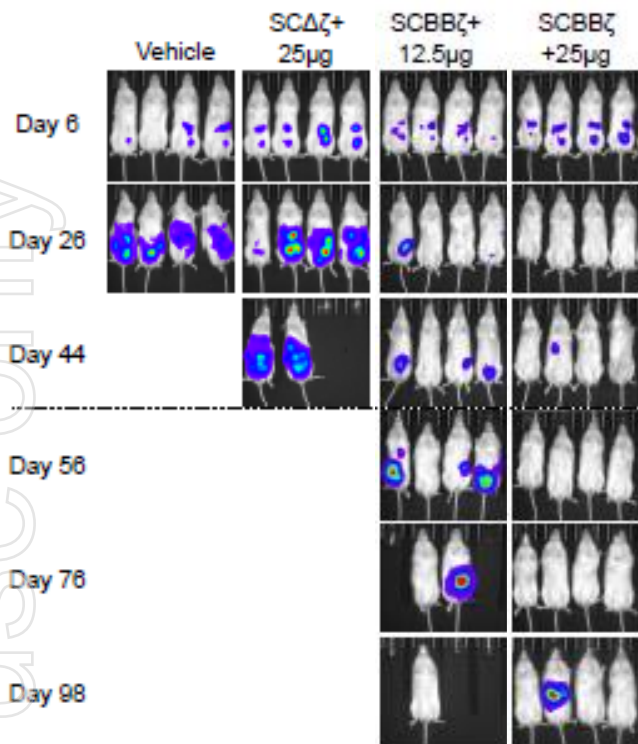 Vehicle
SCΔζ+
25µg
SCBBζ+
12.5µg
SCBBζ
+25µg
Day 6
Day 26
Day 44
Day 56
Day 76
Day 98